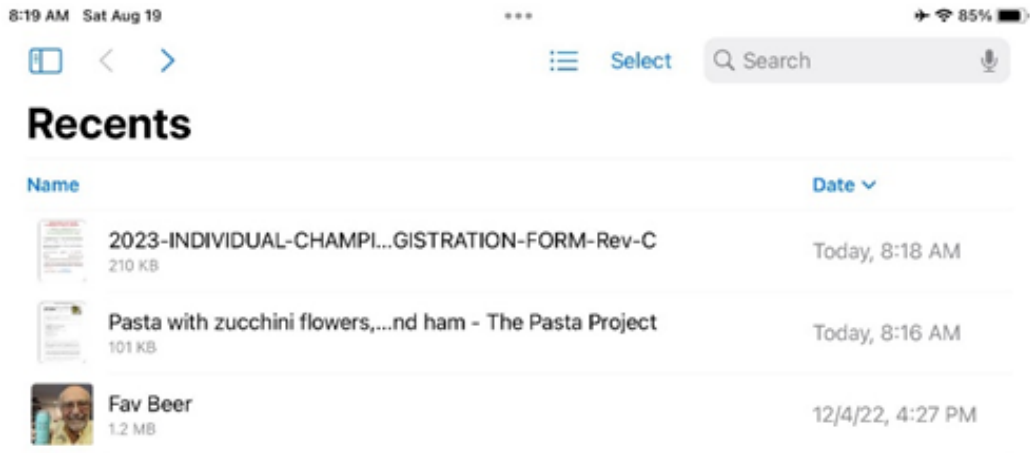 8:19 AM Sat Aug 19
85%
Select
Search
Recents
Name
Date
2023-INDIVIDUAL-CHAMPI...GISTRATION-FORM-Rev-C
210 KB
Today, 8:18 AM
Pasta with zucchini flowers,...nd ham - The Pasta Project
101 KB
Today, 8:16 AM
Fav Beer
1.2 MB
12/4/22, 4:27 PM